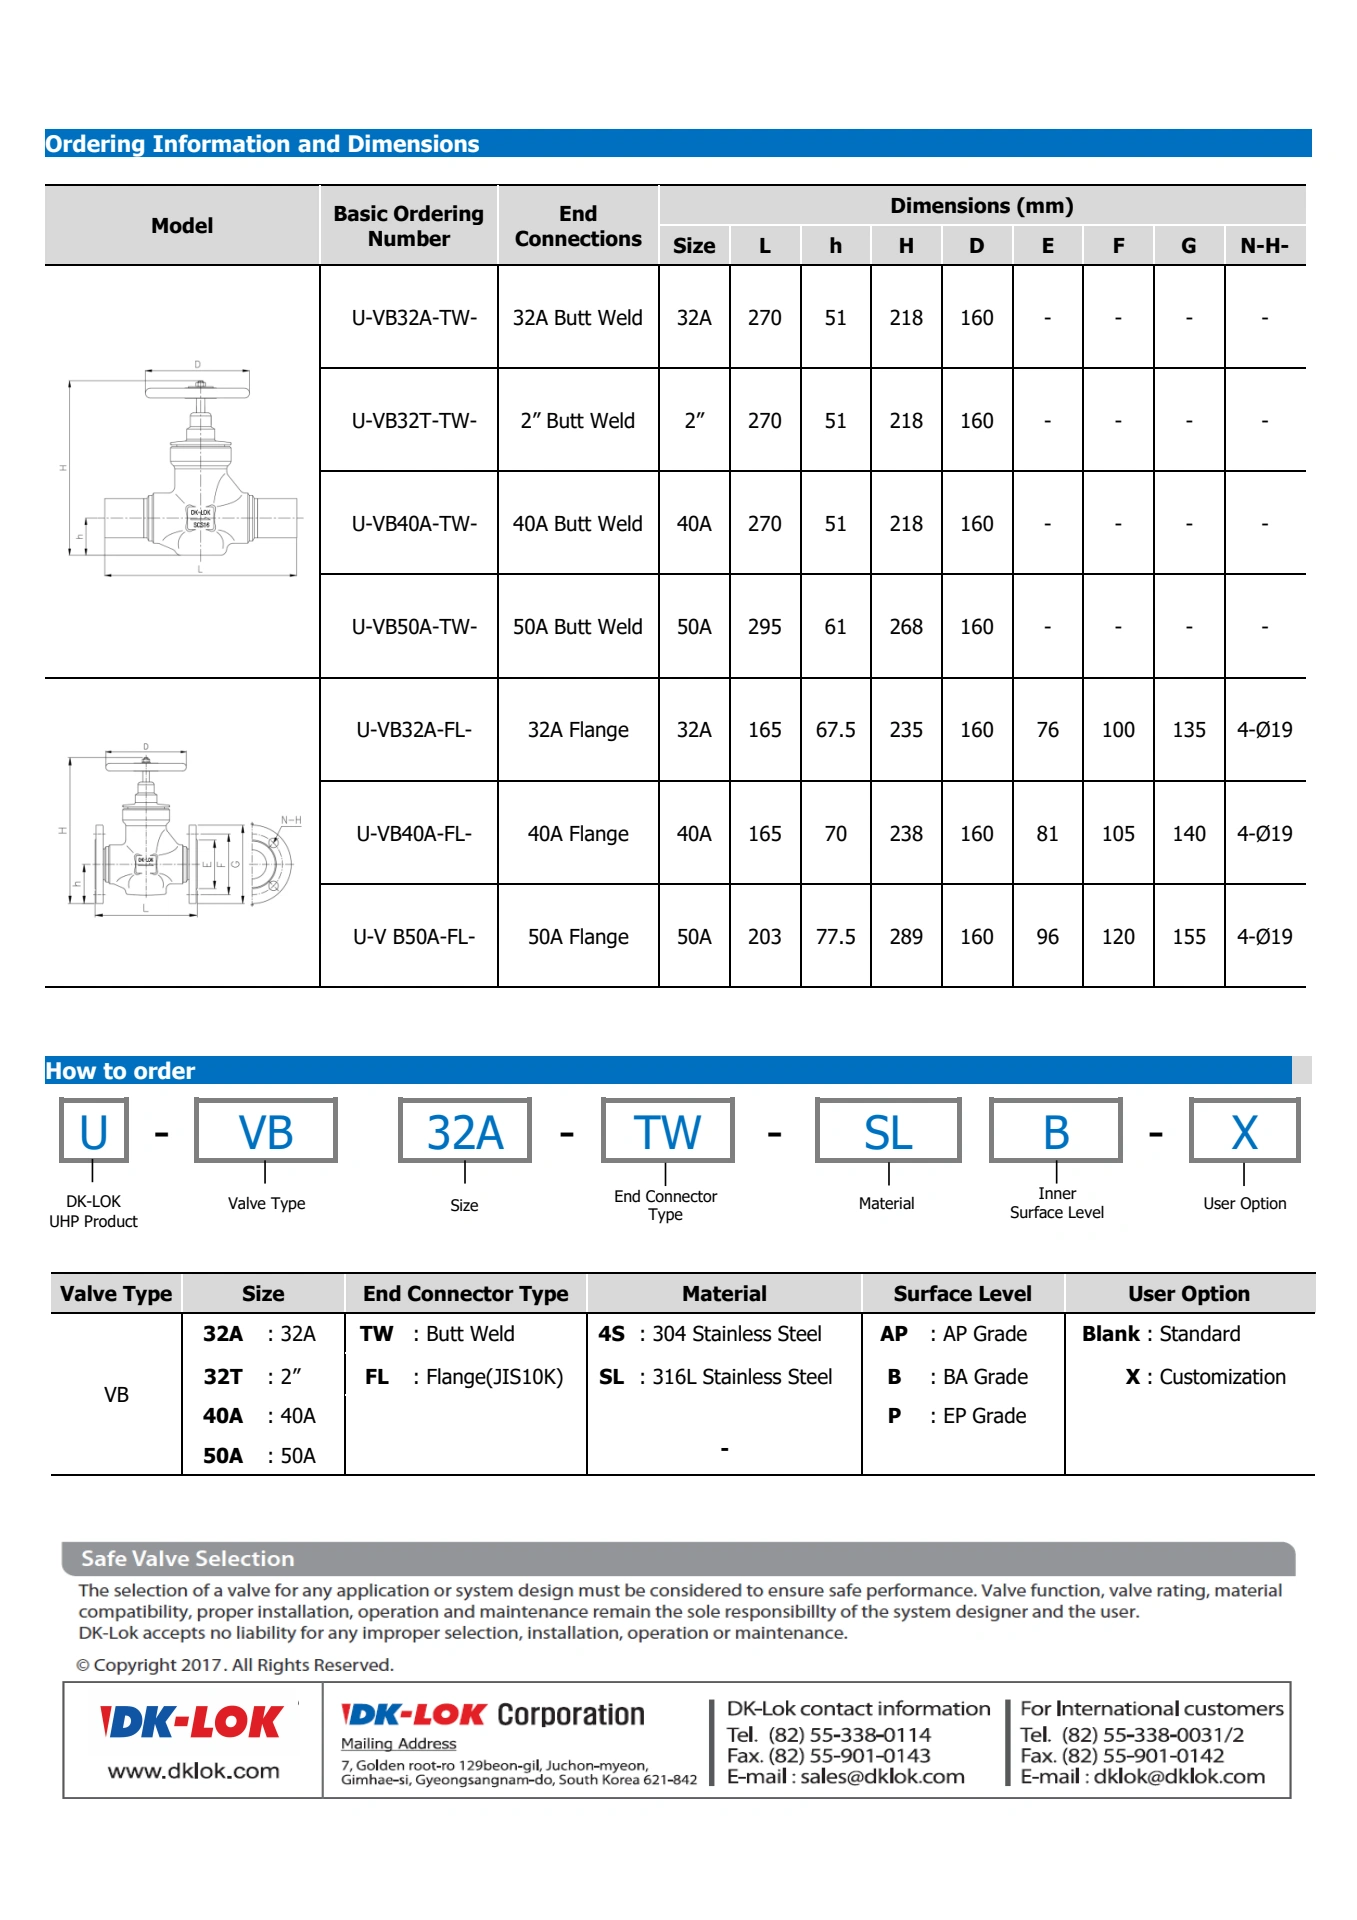 Ordering Information and Dimensions
Model Basic Ordering Number End Connections Dimensions (mm)
Size L h H D E F G N-H-
U-VB32A-TW- 32A Butt Weld 32A 270 51 218 160 - - - -
U-VB32T-TW- 2” Butt Weld 2” 270 51 218 160 - - - -
U-VB40A-TW- 40A Butt Weld 40A 270 51 218 160 - - - -
U-VB50A-TW- 50A Butt Weld 50A 295 61 268 160 - - - -
D
H
h
DK-LOK
SCS16
L
U-VB32A-FL- 32A Flange 32A 165 67.5 235 160 76 100 135 4-Ø19
U-VB40A-FL- 40A Flange 40A 165 70 238 160 81 105 140 4-Ø19
U-V B50A-FL- 50A Flange 50A 203 77.5 289 160 96 120 155 4-Ø19
D
N-H
H
DK-LOK
E F G
h
L
How to order
U - VB 32A - TW - SL B - X
DK-LOK
UHP Product
Valve Type
Size
End Connector
Type
Material
Inner
Surface Level
User Option
Valve Type Size End Connector Type Material Surface Level User Option
VB
32A : 32A TW : Butt Weld 4S : 304 Stainless Steel AP : AP Grade Blank : Standard
32T : 2” FL : Flange(JIS10K) SL : 316L Stainless Steel B : BA Grade X : Customization
40A : 40A P : EP Grade
50A : 50A -
Safe Valve Selection
The selection of a valve for any application or system design must be considered to ensure safe performance. Valve function, valve rating, material
compatibility, proper installation, operation and maintenance remain the sole responsibillty of the system designer and the user.
DK-Lok accepts no liability for any improper selection, installation, operation or maintenance.
© Copyright 2017. All Rights Reserved.
DK-LOK
www.dklok.com
DK-LOK Corporation
Mailing Address
7, Golden root-ro 129beon-gil, Juchon-myeon,
Gimhae-si, Gyeongsangnam-do, South Korea 621-842
DK-Lok contact information
Tel. (82) 55-338-0114
Fax. (82) 55-901-0143
E-mail : sales@dklok.com
For International customers
Tel. (82) 55-338-0031/2
Fax. (82) 55-901-0142
E-mail : dklok@dklok.com